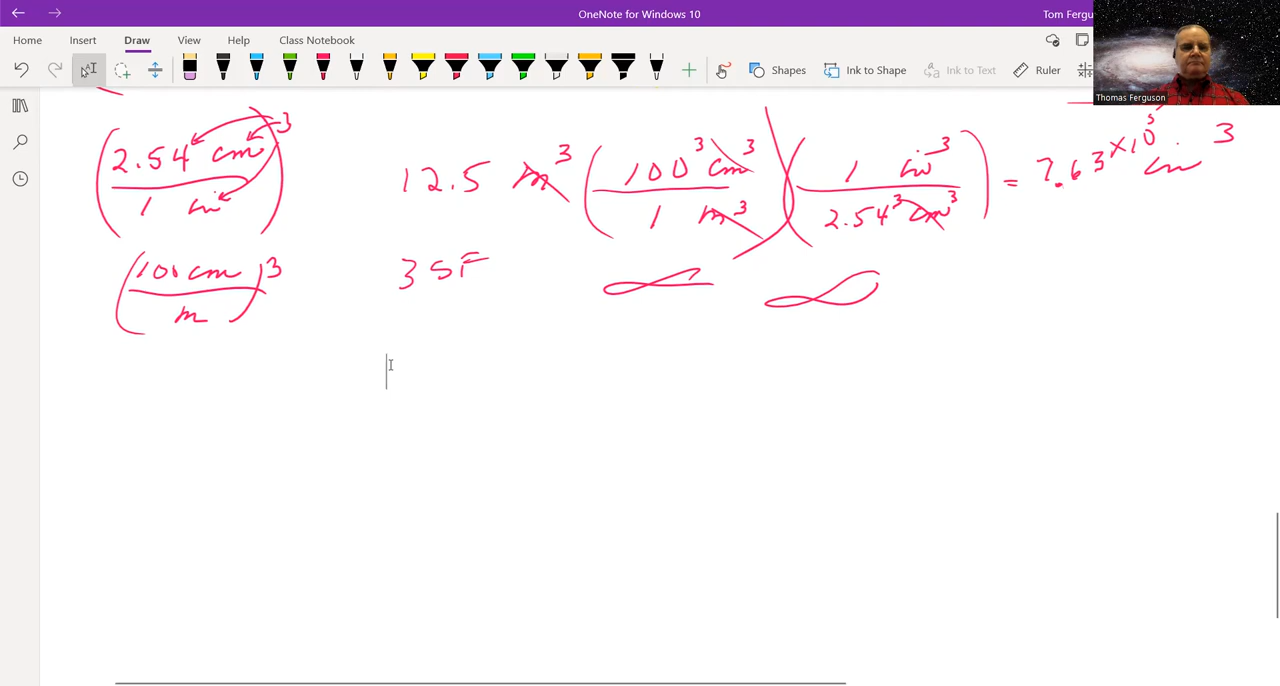 OneNote for Windows 10
Tom Fergu
Home Insert Draw View Help Class Notebook
Shapes Ink to Shape Ink to Text Ruler
Thomas Ferguson
(2.54 cm / 1 in)³
12.5 m³ (100³ cm³ / 1 m³) (1 in³ / 2.54³ cm³) = 7.63 × 10⁵ in³
(100 cm / m)³
3 SF
∞ ∞